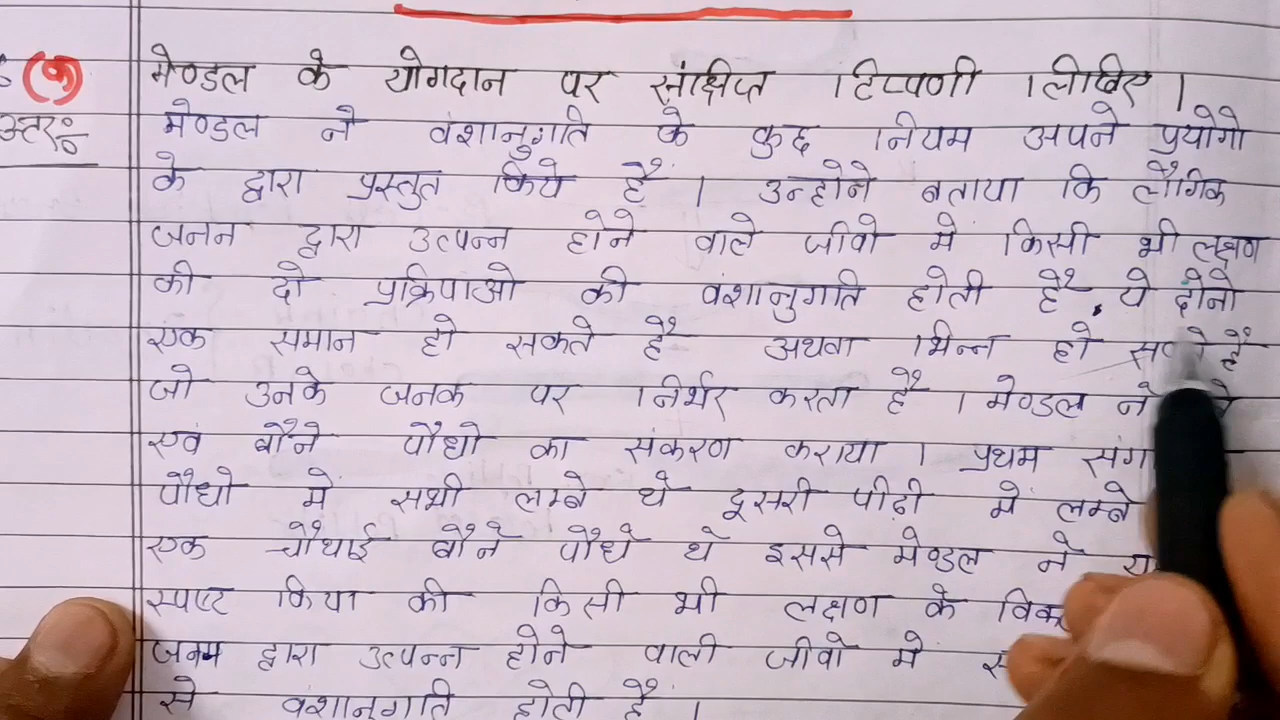 (क) मेण्डल के योगदान पर संक्षिप्त टिप्पणी लिखिए ।
उत्तरः मेण्डल ने वंशानुगति के कुछ नियम अपने प्रयोगो
के द्वारा प्रस्तुत किये हैं । उन्होने बताया कि लैंगिक
जनन द्वारा उत्पन्न होने वाले जीवो में किसी भी लक्षण
की दो प्रक्रिपाओ की वंशानुगति होती है, ये दोनो
एक समान हो सकते है अथवा भिन्न हो है
जो उनके जनक पर निर्भर करता है । मेण्डल ने
एवं बौने पौधो का संकरण कराया । प्रथम
पौधो में सभी लम्बे थे दूसरी पीढ़ी में लम्बे
एक चौथाई बौने पौधे थे इससे मेण्डल ने
स्पष्ट किया की किसी भी लक्षण के
जनम द्वारा उत्पन्न होने वाली जीवो में
से वंशानुगति होती है ।